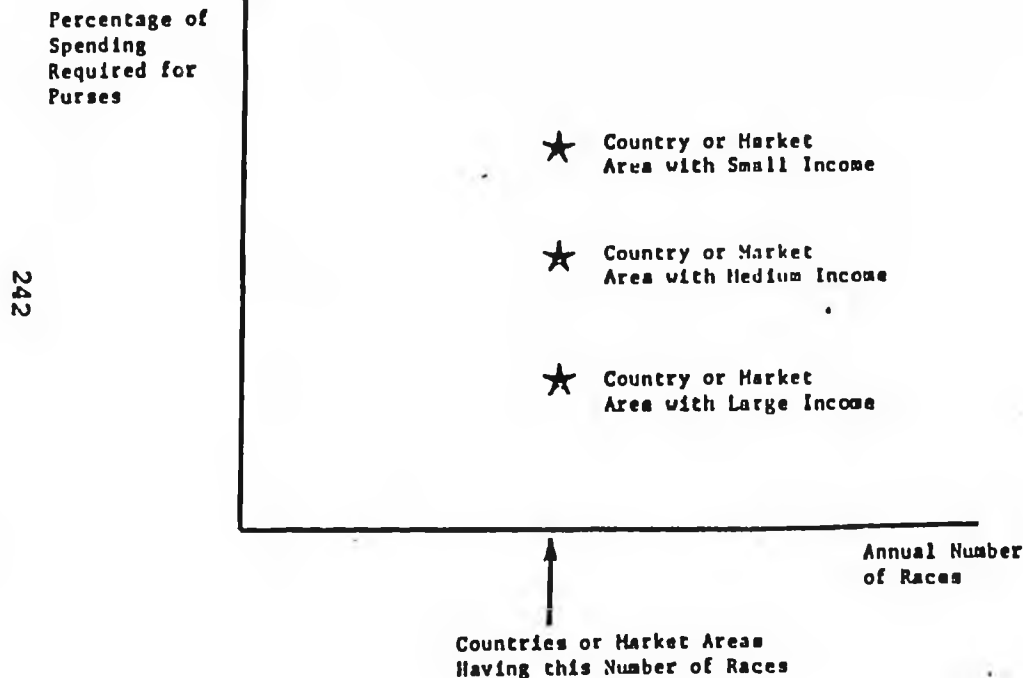 Percentage of
Spending
Required for
Purses
Country or Market
Area with Small Income
Country or Market
Area with Medium Income
242
Country or Market
Area with Large Income
Annual Number
of Races
Countries or Market Areas
Having this Number of Races